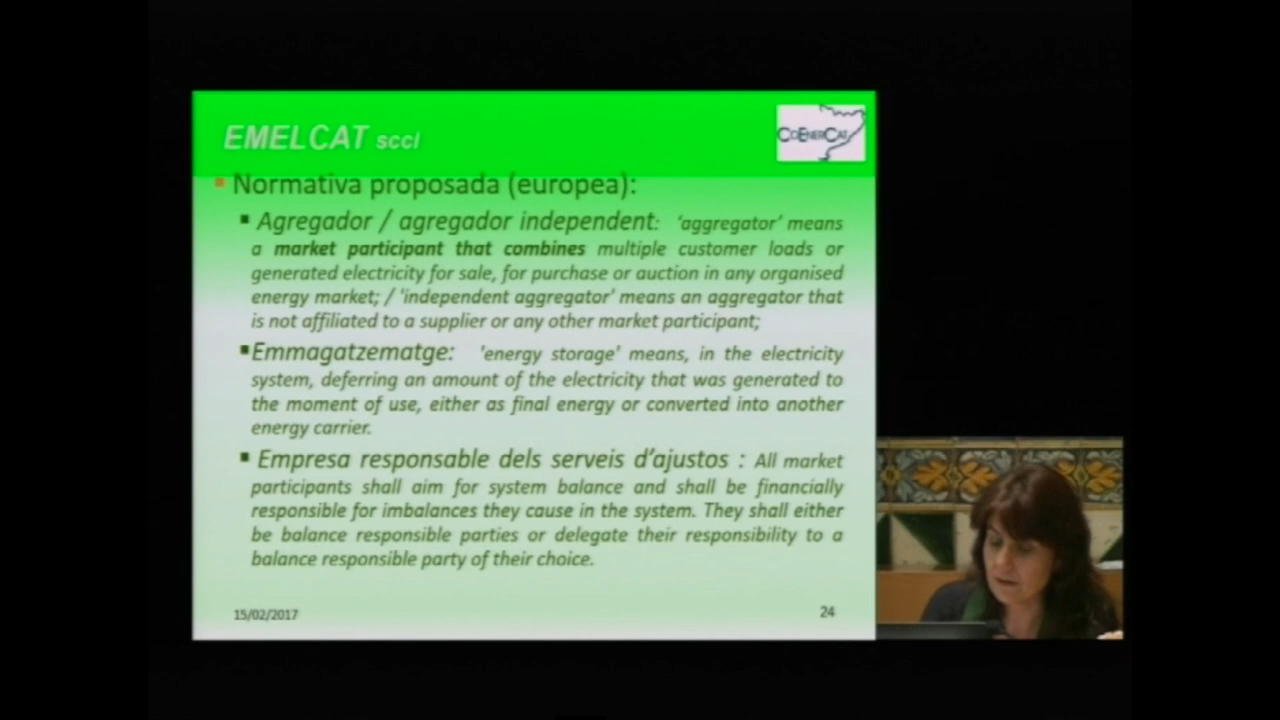 EMELCAT sccl
COENERCAT
Normativa proposada (europea):
Agregador / agregador independent: 'aggregator' means
a market participant that combines multiple customer loads or
generated electricity for sale, for purchase or auction in any organised
energy market; / 'independent aggregator' means an aggregator that
is not affiliated to a supplier or any other market participant;
Emmagatzematge: 'energy storage' means, in the electricity
system, deferring an amount of the electricity that was generated to
the moment of use, either as final energy or converted into another
energy carrier.
Empresa responsable dels serveis d'ajustos : All market
participants shall aim for system balance and shall be financially
responsible for imbalances they cause in the system. They shall either
be balance responsible parties or delegate their responsibility to a
balance responsible party of their choice.
15/02/2017
24